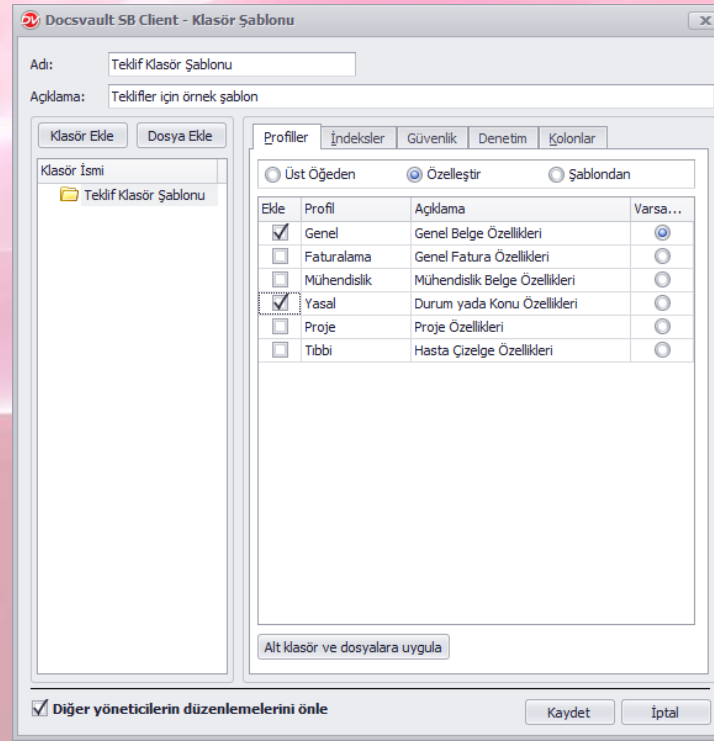 Docsvault SB Client - Klasör Şablonu
Adı: Teklif Klasör Şablonu
Açıklama: Teklifler için örnek şablon
Klasör Ekle Dosya Ekle
Klasör İsmi
Teklif Klasör Şablonu
Profiller İndeksler Güvenlik Denetim Kolonlar
Üst Öğeden Özelleştir Şablondan
Ekle Profil Açıklama Varsa...
Genel Genel Belge Özellikleri
Faturalama Genel Fatura Özellikleri
Mühendislik Mühendislik Belge Özellikleri
Yasal Durum yada Konu Özellikleri
Proje Proje Özellikleri
Tıbbi Hasta Çizelge Özellikleri
Alt klasör ve dosyalara uygula
Diğer yöneticilerin düzenlemelerini önle
Kaydet İptal